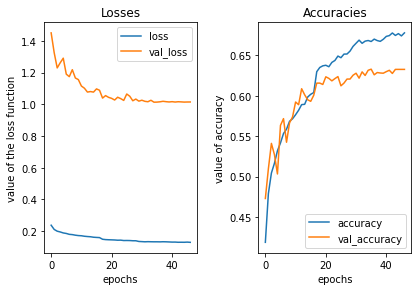 Losses
value of the loss function
1.4
1.2
1.0
0.8
0.6
0.4
0.2
0
20
40
epochs
loss
val_loss
Accuracies
value of accuracy
0.65
0.60
0.55
0.50
0.45
0
20
40
epochs
accuracy
val_accuracy